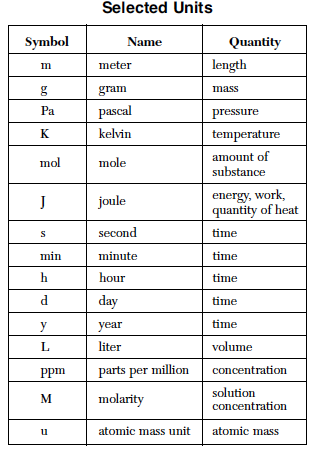 Selected Units
Symbol Name Quantity
m meter length
g gram mass
Pa pascal pressure
K kelvin temperature
mol mole amount of
substance
J joule energy, work,
quantity of heat
s second time
min minute time
h hour time
d day time
y year time
L liter volume
ppm parts per million concentration
M molarity solution
concentration
u atomic mass unit atomic mass